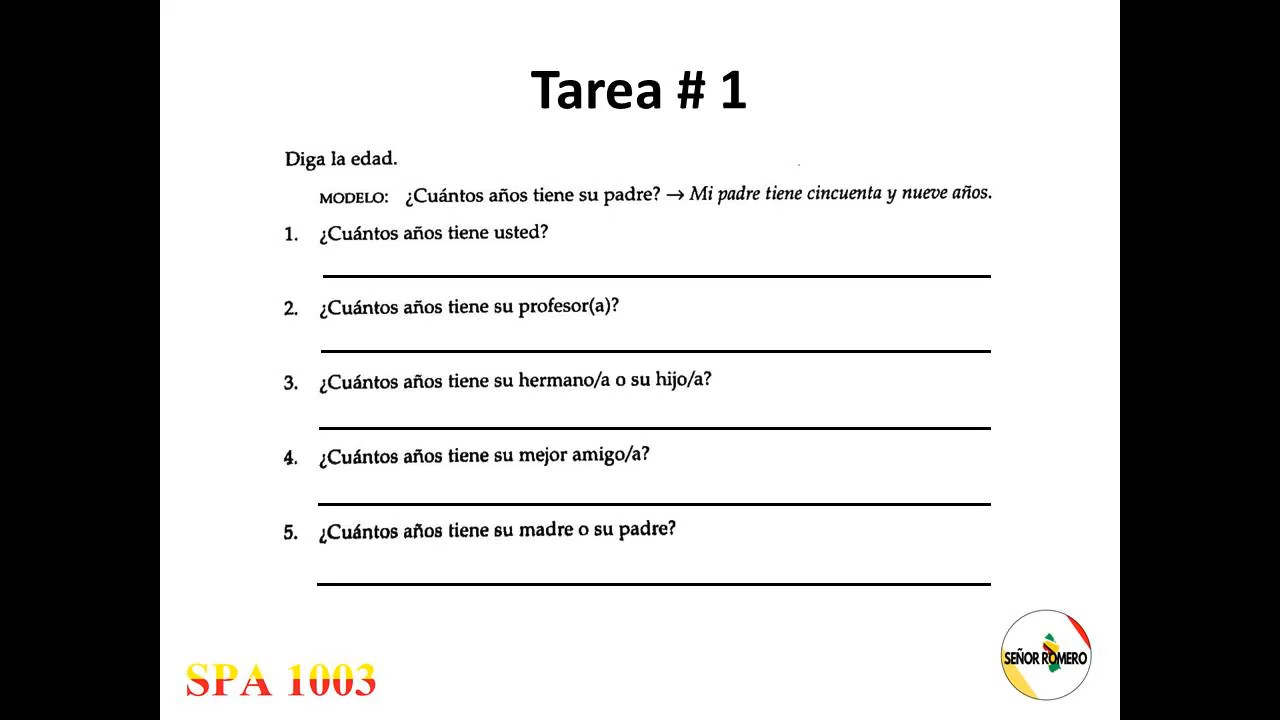 Tarea # 1
Diga la edad.
MODELO: ¿Cuántos años tiene su padre? → Mi padre tiene cincuenta y nueve años.
1. ¿Cuántos años tiene usted?
2. ¿Cuántos años tiene su profesor(a)?
3. ¿Cuántos años tiene su hermano/a o su hijo/a?
4. ¿Cuántos años tiene su mejor amigo/a?
5. ¿Cuántos años tiene su madre o su padre?
SEÑOR ROMERO
SPA 1003